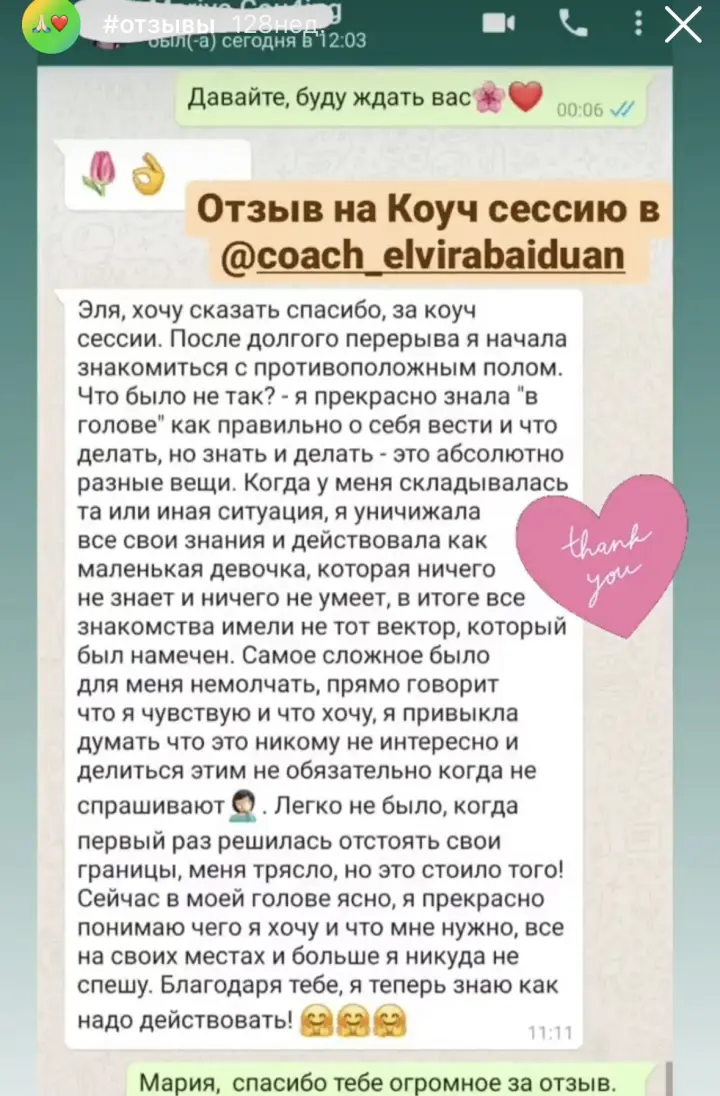 #отзывы 128нед.
был(-а) сегодня в 12:03
Давайте, буду ждать вас🌸❤️
00:06
Отзыв на Коуч сессию в
@coach_elvirabaiduan
Эля, хочу сказать спасибо, за коуч
сессии. После долгого перерыва я начала
знакомиться с противоположным полом.
Что было не так? - я прекрасно знала "в
голове" как правильно о себя вести и что
делать, но знать и делать - это абсолютно
разные вещи. Когда у меня складывалась
та или иная ситуация, я уничижала
все свои знания и действовала как
маленькая девочка, которая ничего
не знает и ничего не умеет, в итоге все
знакомства имели не тот вектор, который
был намечен. Самое сложное было
для меня немолчать, прямо говорит
что я чувствую и что хочу, я привыкла
думать что это никому не интересно и
делиться этим не обязательно когда не
спрашивают🤦🏻‍♀️. Легко не было, когда
первый раз решилась отстоять свои
границы, меня трясло, но это стоило того!
Сейчас в моей голове ясно, я прекрасно
понимаю чего я хочу и что мне нужно, все
на своих местах и больше я никуда не
спешу. Благодаря тебе, я теперь знаю как
надо действовать! 🤗🤗🤗
11:11
thank
you
Мария, спасибо тебе огромное за отзыв.